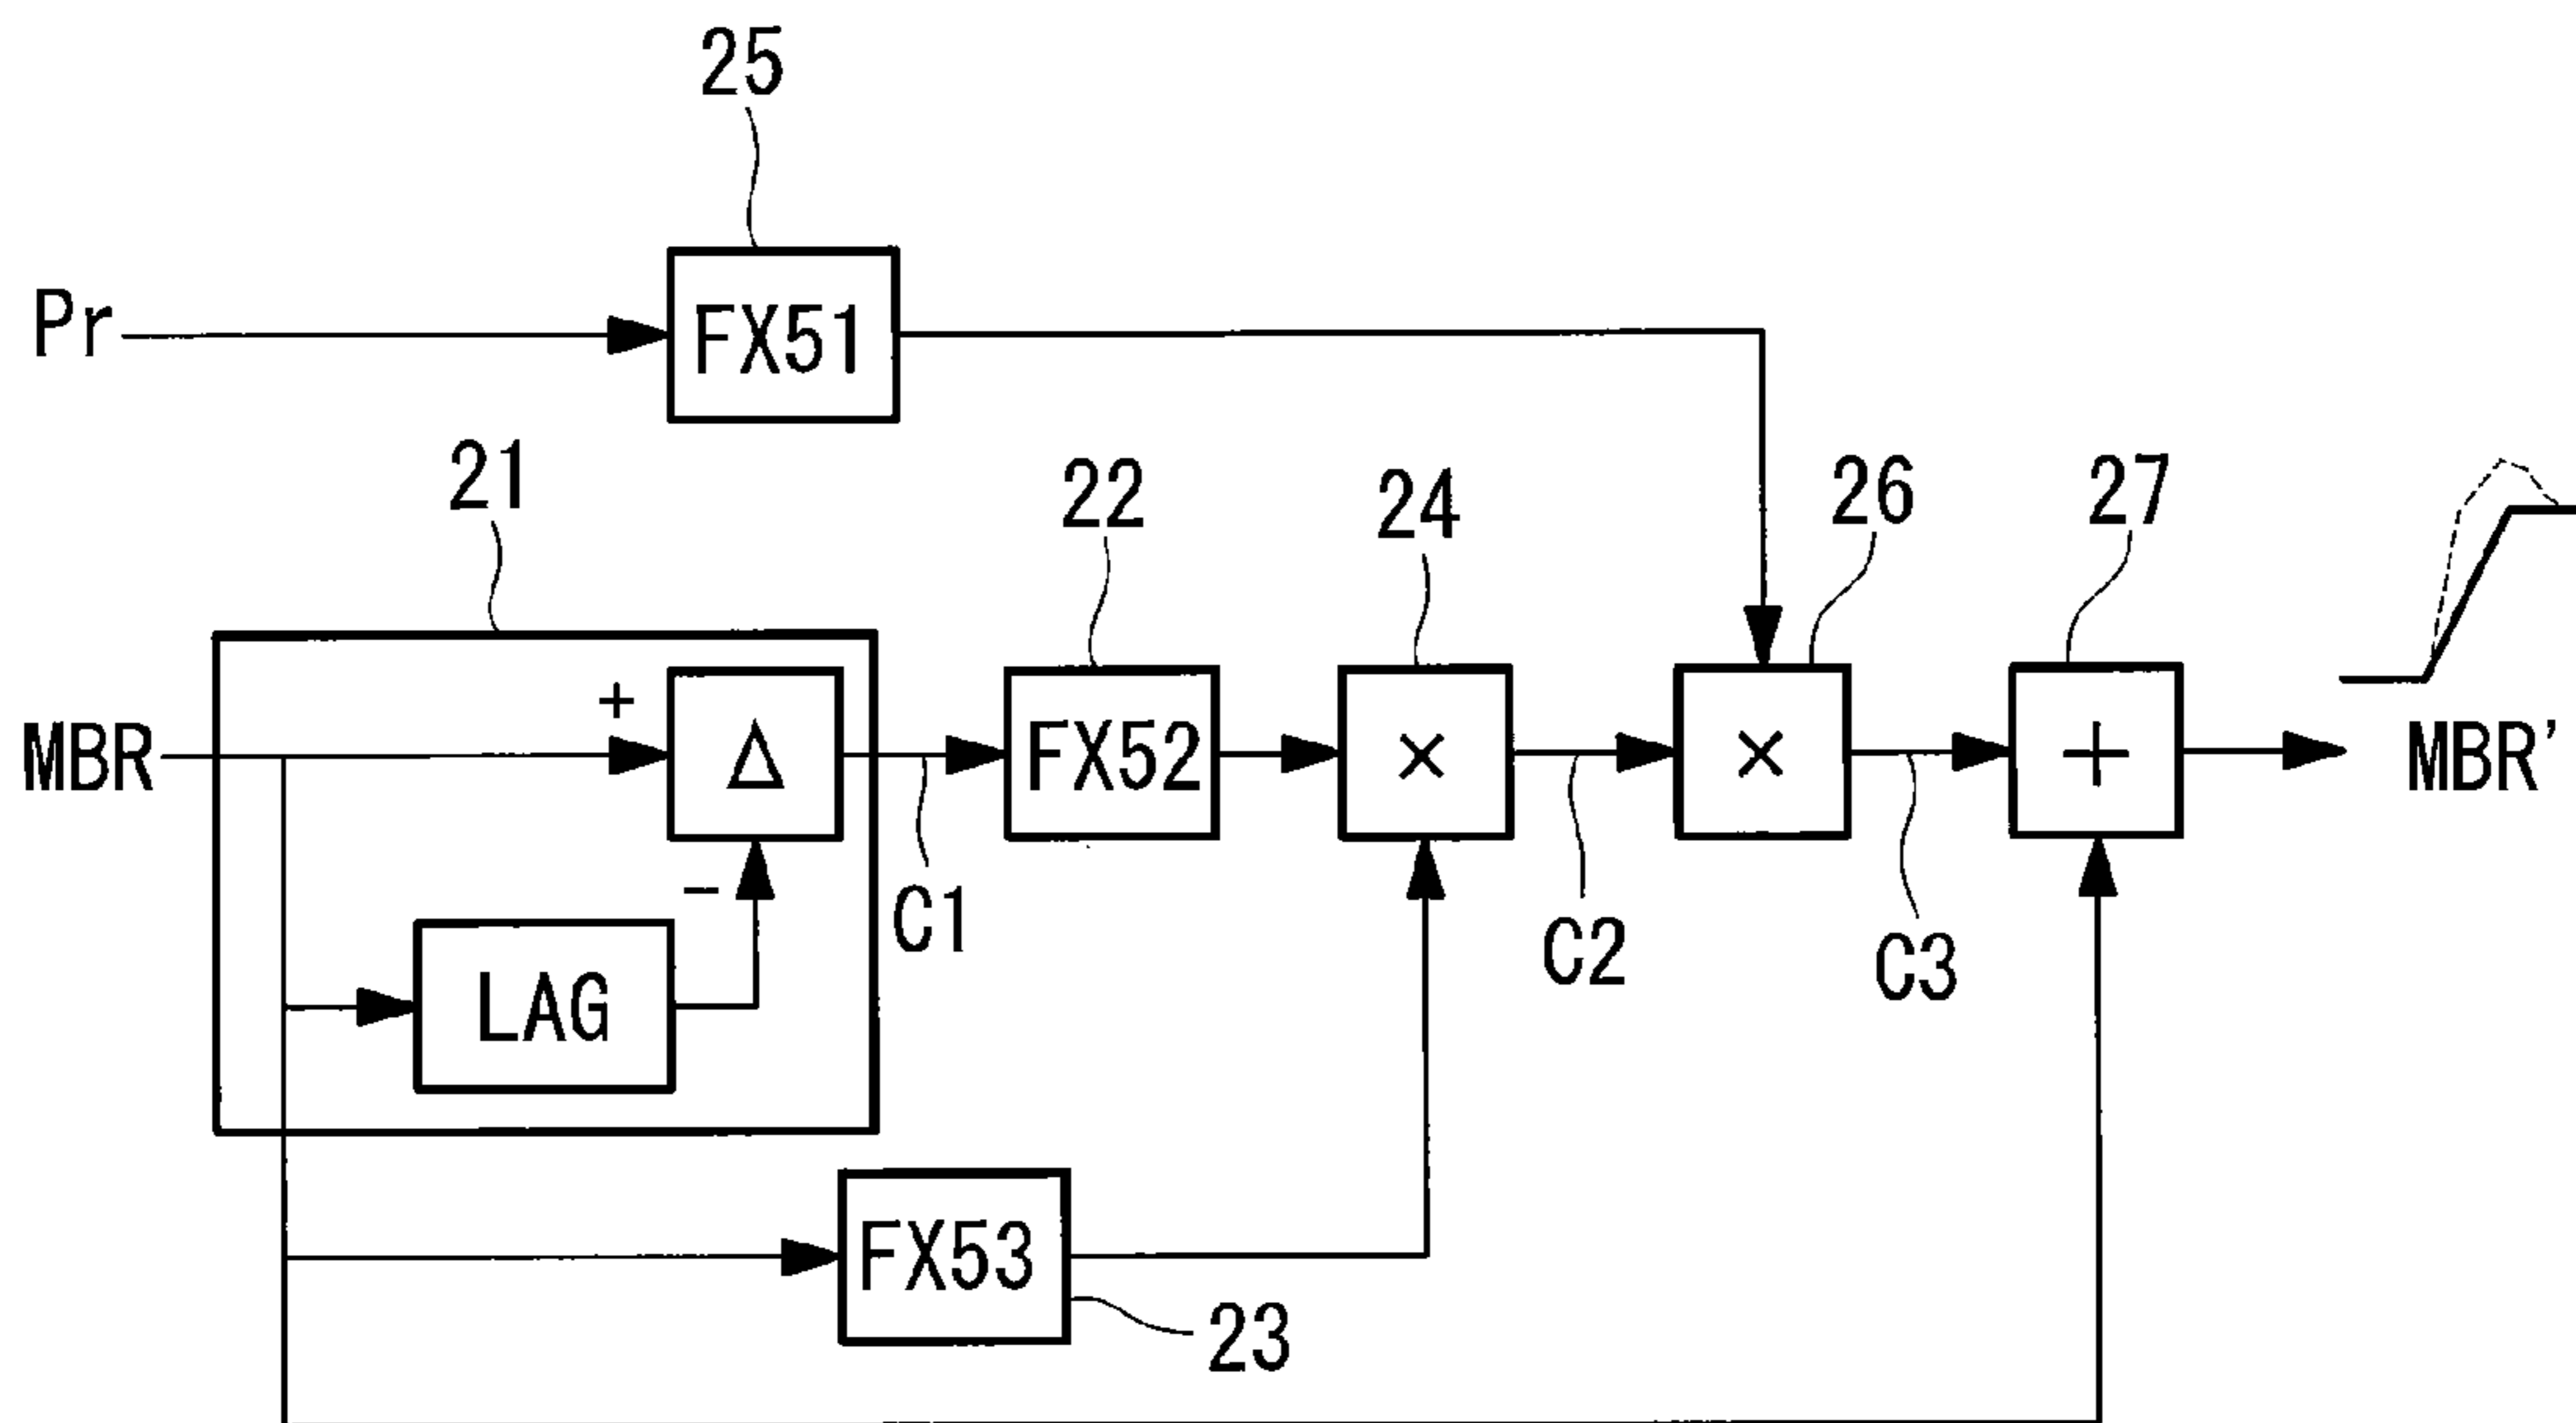 25
Pr
FX51
21
22
24
26
27
+
MBR
Δ
FX52
×
×
+
MBR'
−
C1
C2
C3
LAG
FX53
23